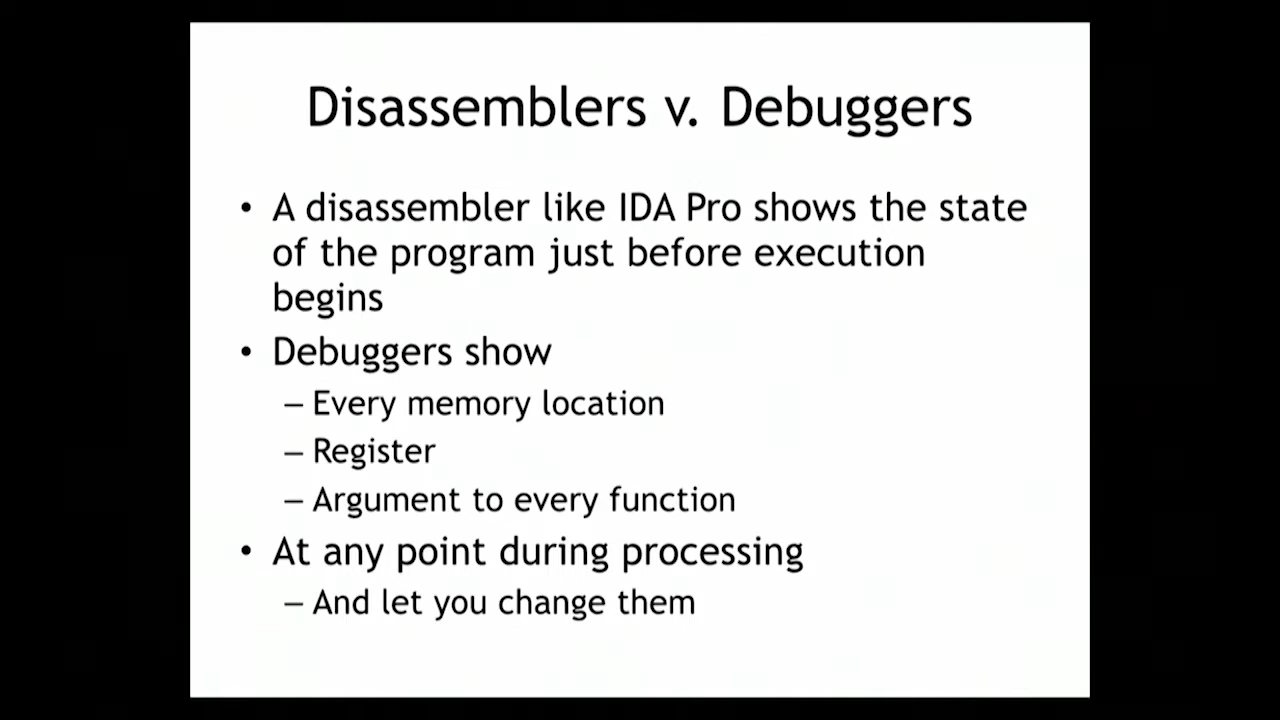 Disassemblers v. Debuggers
• A disassembler like IDA Pro shows the state
of the program just before execution
begins
• Debuggers show
– Every memory location
– Register
– Argument to every function
• At any point during processing
– And let you change them